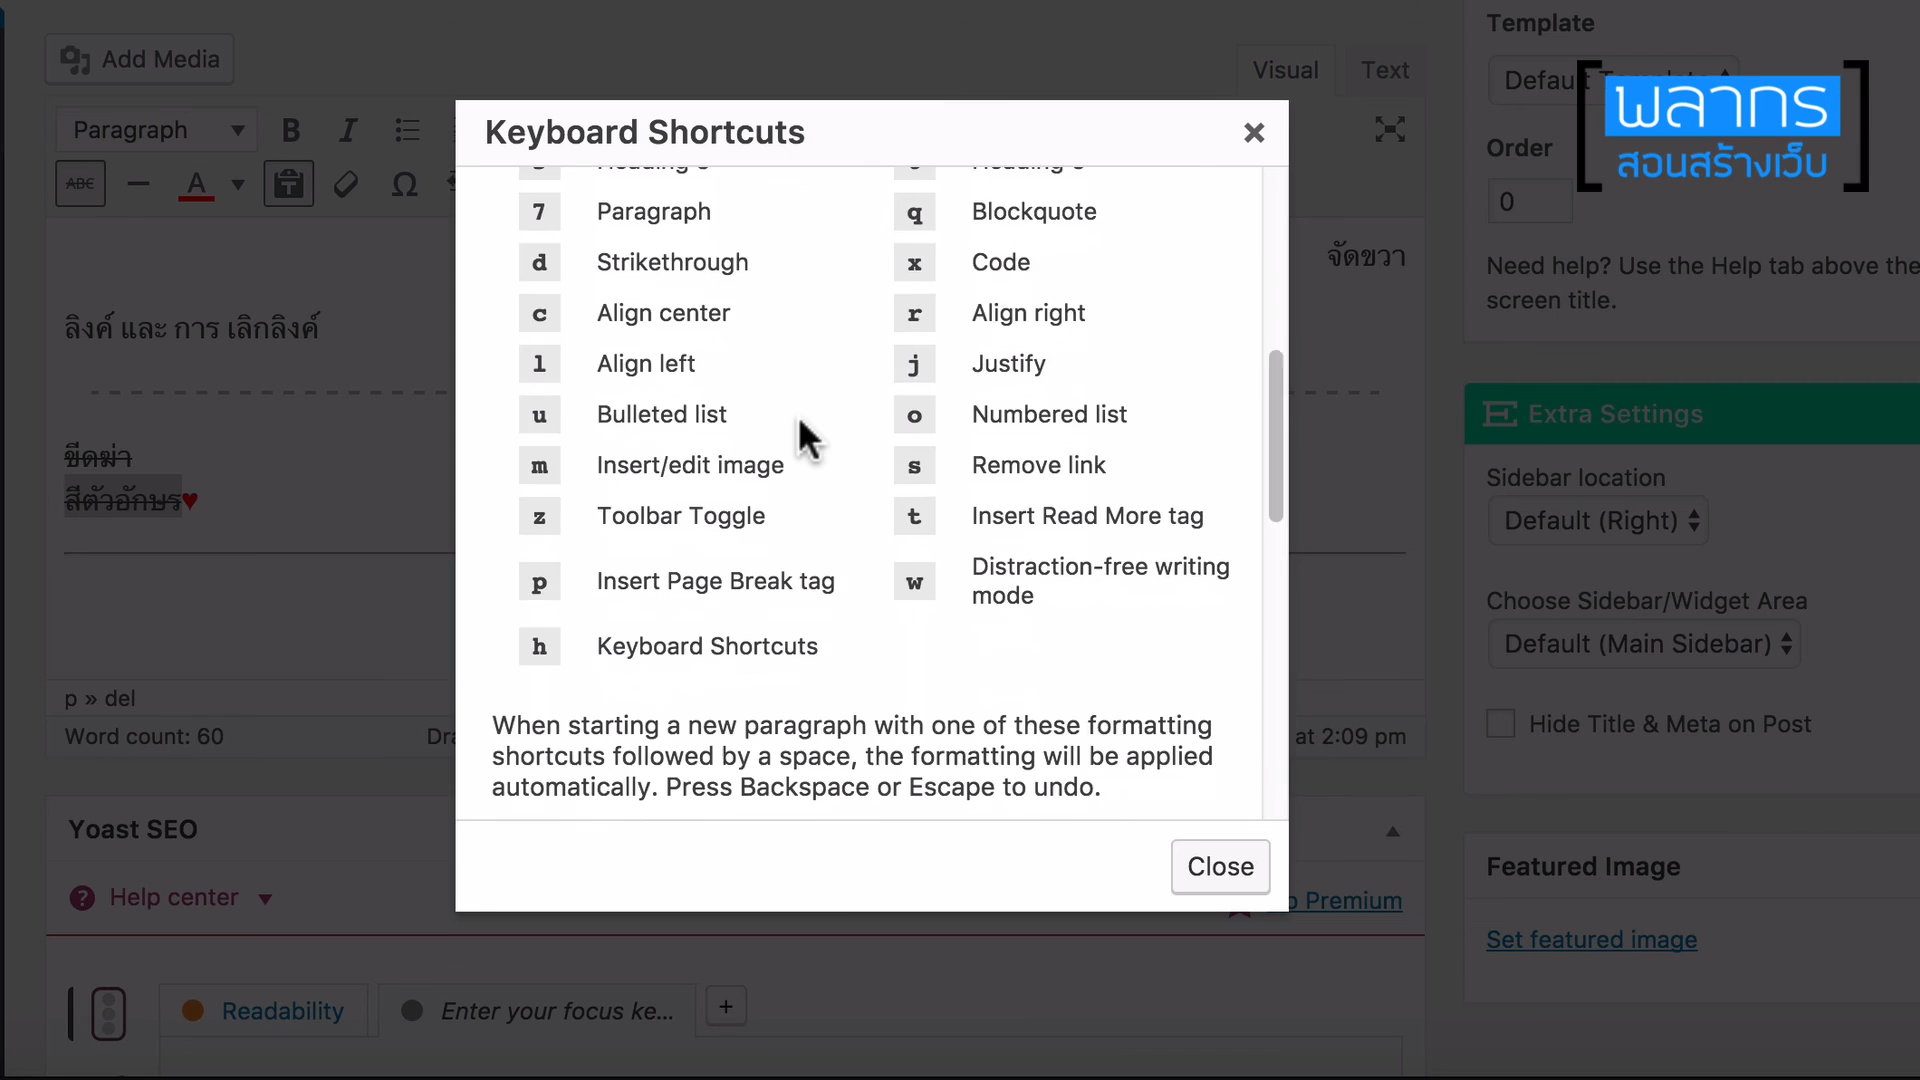 Add Media
Visual
Text
Paragraph
B
I
ABC
A
Ω
จัดขวา
ลิงค์ และ การ เลิกลิงค์
ขีดฆ่า
สีตัวอักษร♥
p » del
Word count: 60
at 2:09 pm
Keyboard Shortcuts
×
7 Paragraph q Blockquote
d Strikethrough x Code
c Align center r Align right
l Align left j Justify
u Bulleted list o Numbered list
m Insert/edit image s Remove link
z Toolbar Toggle t Insert Read More tag
p Insert Page Break tag w Distraction-free writing
mode
h Keyboard Shortcuts
When starting a new paragraph with one of these formatting
shortcuts followed by a space, the formatting will be applied
automatically. Press Backspace or Escape to undo.
Close
Yoast SEO
? Help center
Premium
Readability
Enter your focus ke...
+
Template
พลากร
สอนสร้างเว็บ
Order
0
Need help? Use the Help tab above the
screen title.
Extra Settings
Sidebar location
Default (Right)
Choose Sidebar/Widget Area
Default (Main Sidebar)
Hide Title & Meta on Post
Featured Image
Set featured image